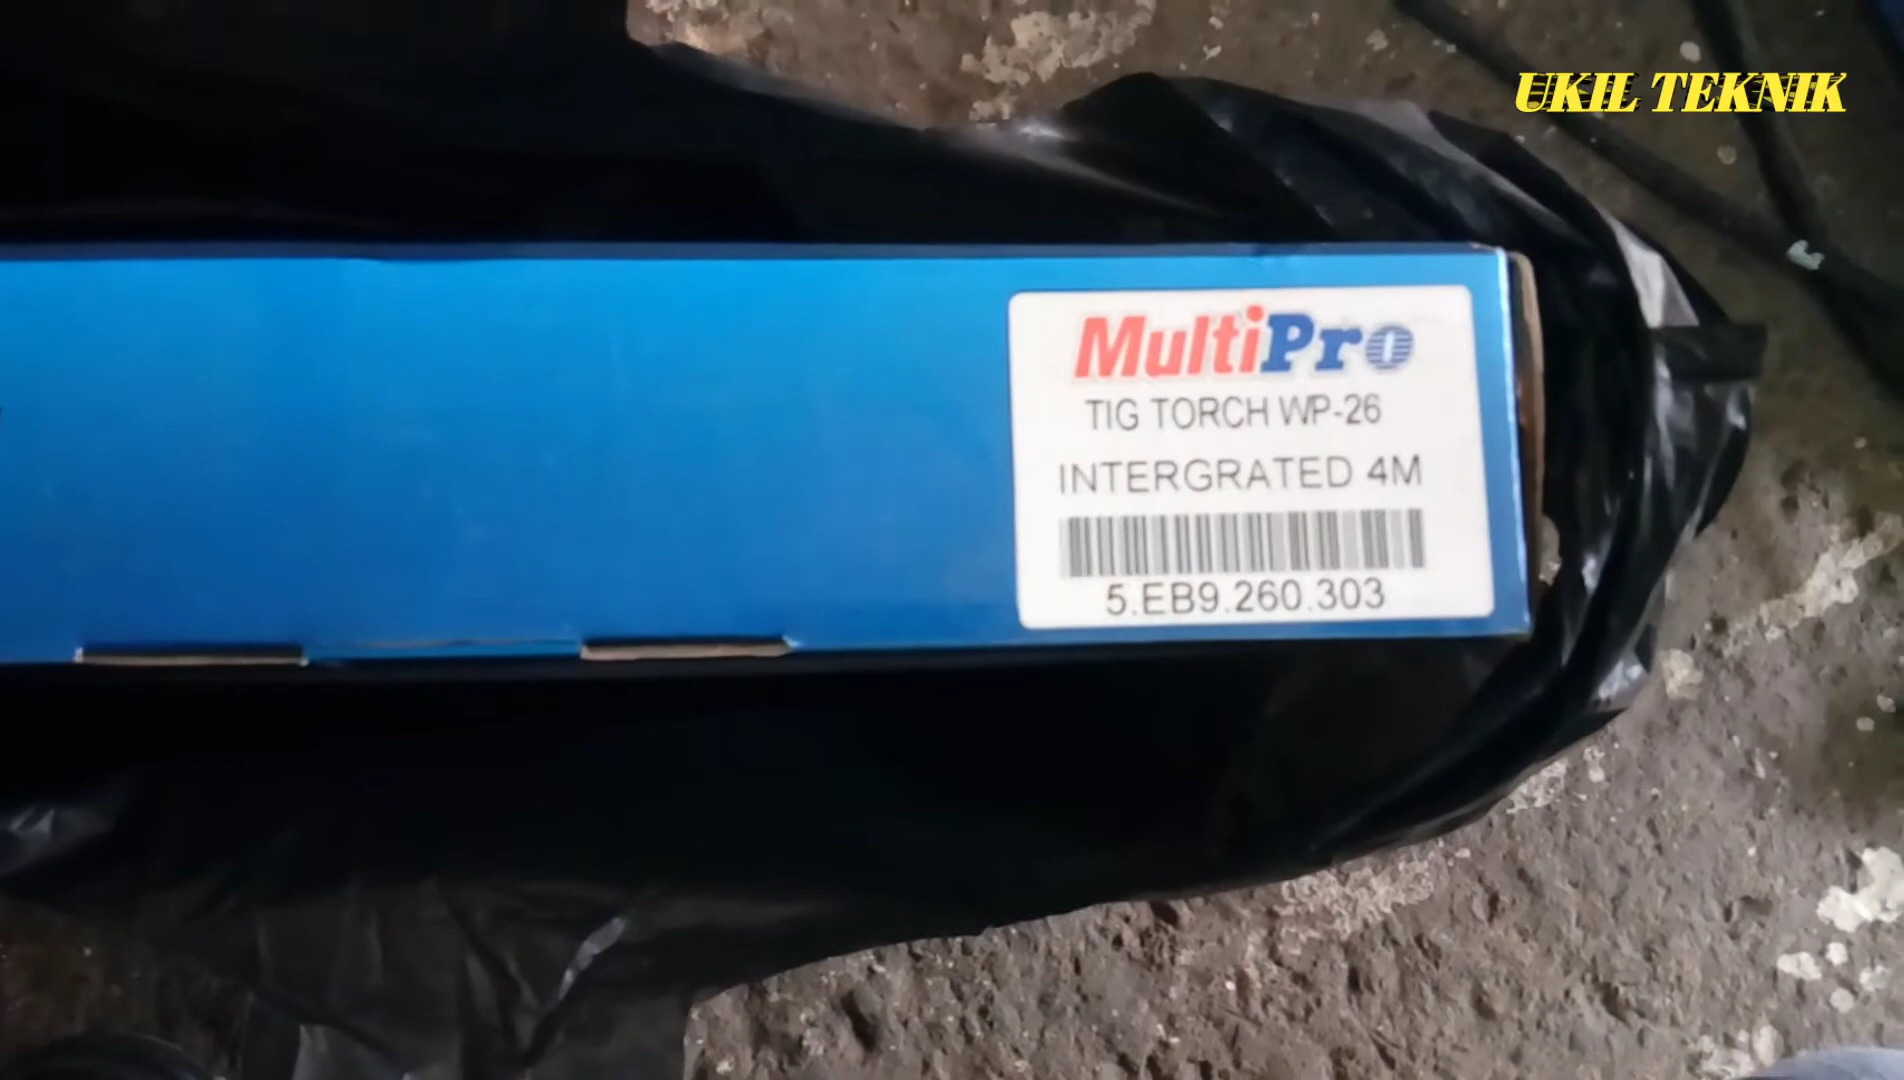 UKIL TEKNIK
MultiPro
TIG TORCH WP-26
INTERGRATED 4M
5.EB9.260.303